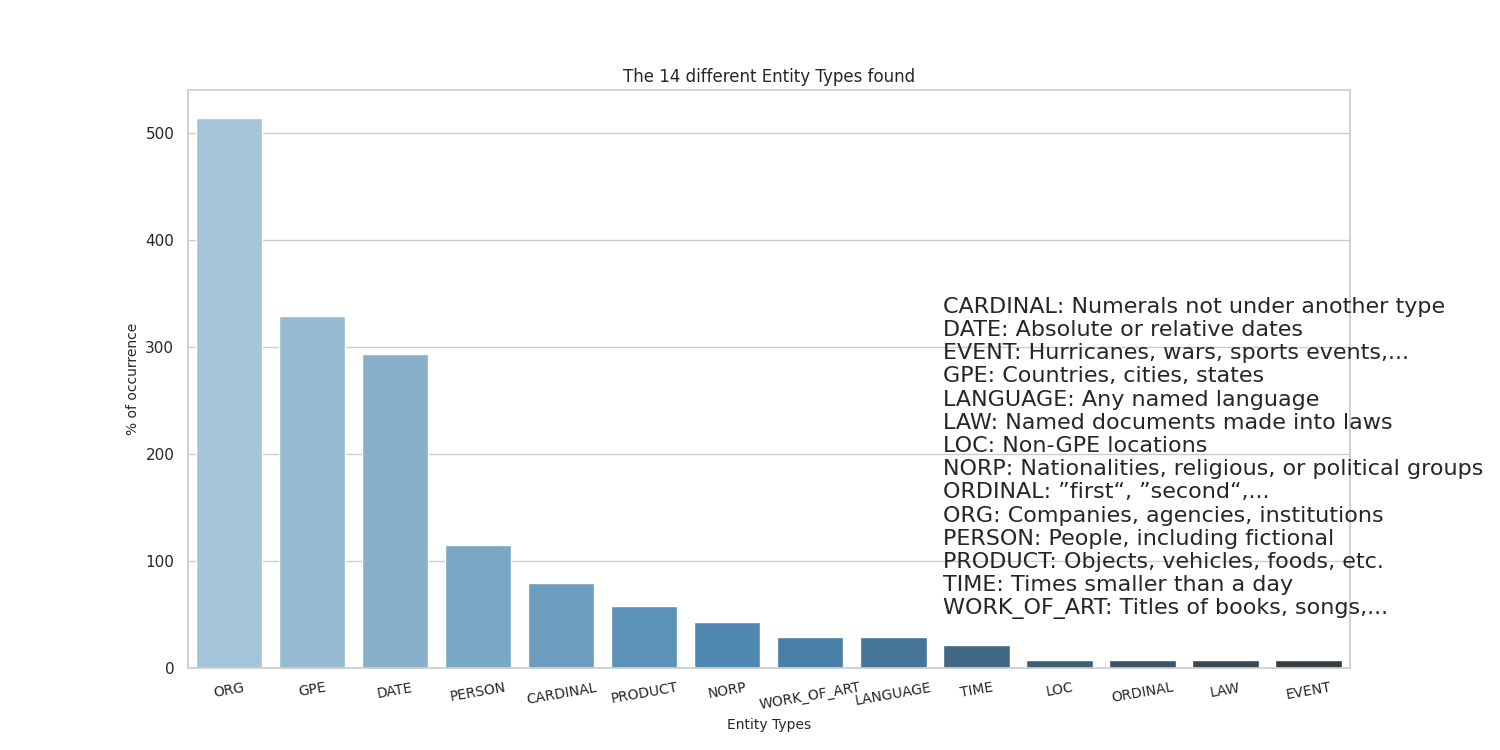 The 14 different Entity Types found
500
400
300
200
100
0
% of occurrence
CARDINAL: Numerals not under another type
DATE: Absolute or relative dates
EVENT: Hurricanes, wars, sports events,...
GPE: Countries, cities, states
LANGUAGE: Any named language
LAW: Named documents made into laws
LOC: Non-GPE locations
NORP: Nationalities, religious, or political groups
ORDINAL: ”first“, ”second“,...
ORG: Companies, agencies, institutions
PERSON: People, including fictional
PRODUCT: Objects, vehicles, foods, etc.
TIME: Times smaller than a day
WORK_OF_ART: Titles of books, songs,...
ORG GPE DATE PERSON CARDINAL PRODUCT NORP WORK_OF_ART LANGUAGE TIME LOC ORDINAL LAW EVENT
Entity Types